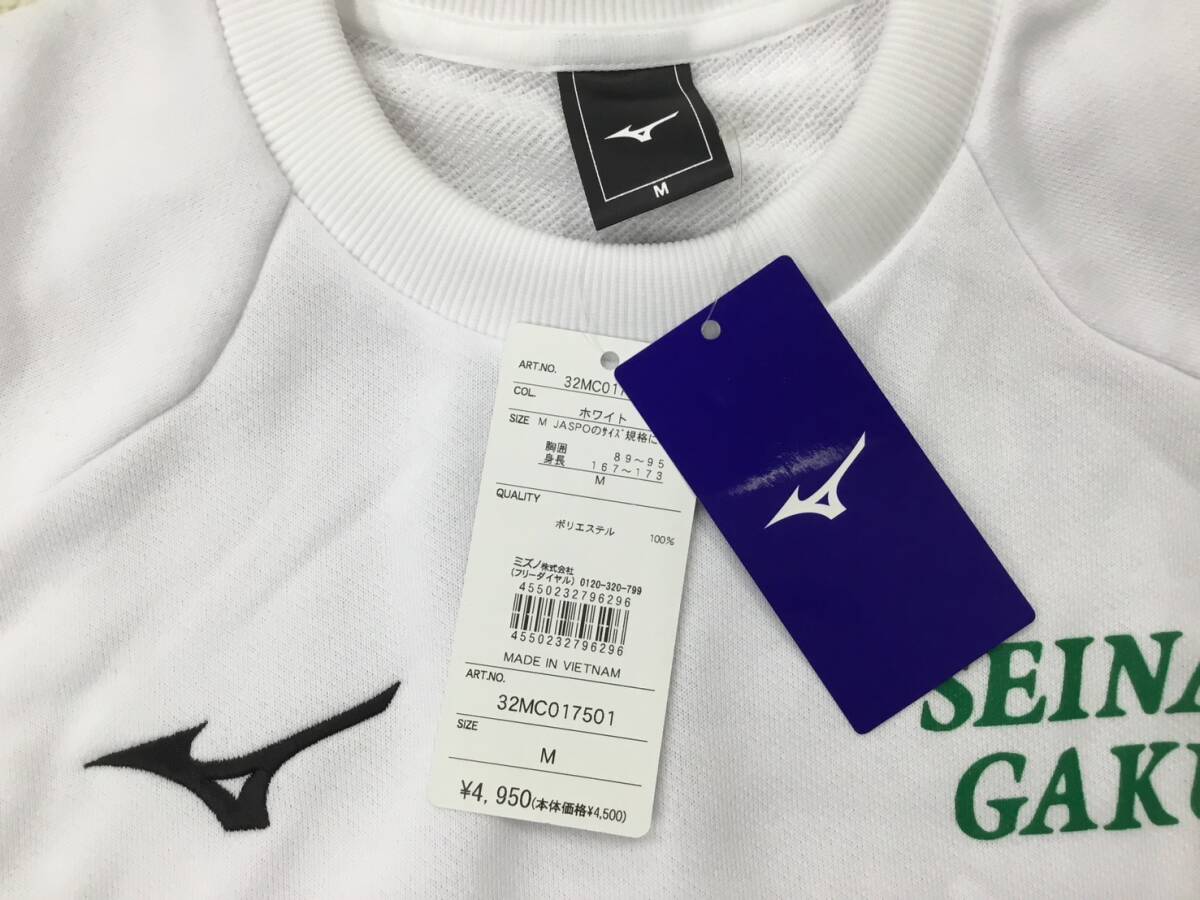 M
ART.NO. 32MC017
COL. ホワイト
SIZE M JASPOのサイズ規格に
胸囲 89~95
身長 167~173
M
QUALITY
ポリエステル 100%
ミズノ株式会社
(フリーダイヤル) 0120-320-799
4550232796296
4550232796296
MADE IN VIETNAM
ART.NO.
32MC017501
SIZE
M
¥4,950(本体価格¥4,500)
SEINA
GAKU